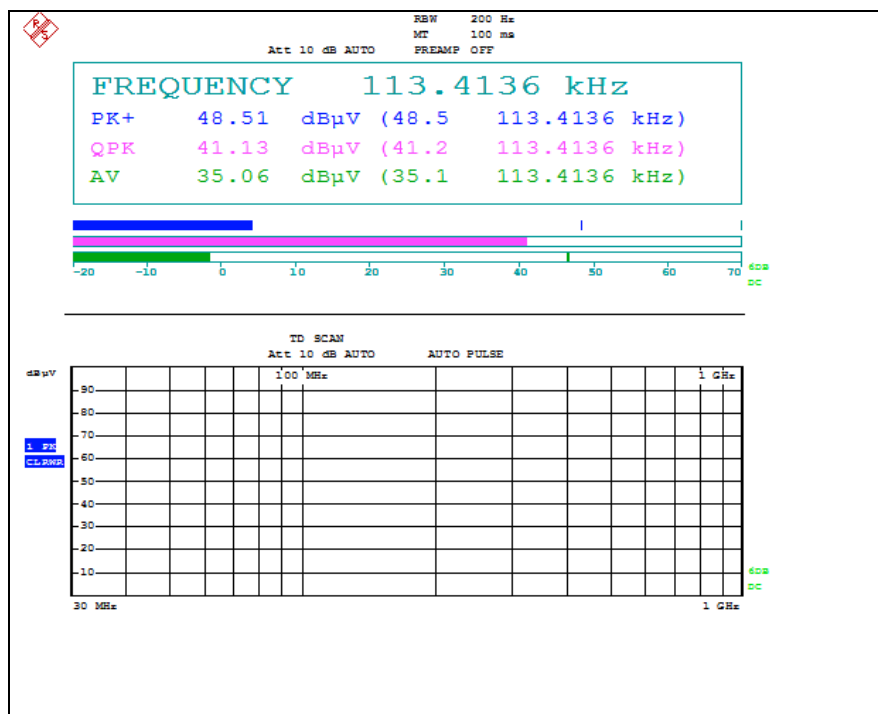 R S
RBW 200 Hz
MT 100 ms
Att 10 dB AUTO PREAMP OFF
FREQUENCY 113.4136 kHz
PK+ 48.51 dBµV (48.5 113.4136 kHz)
QPK 41.13 dBµV (41.2 113.4136 kHz)
AV 35.06 dBµV (35.1 113.4136 kHz)
-20 -10 0 10 20 30 40 50 60 70
6DB
DC
TD SCAN
Att 10 dB AUTO AUTO PULSE
dBµV
100 MHz 1 GHz
90
80
70
1 PK
CLRWR
60
50
40
30
20
10
6DB
DC
30 MHz 1 GHz